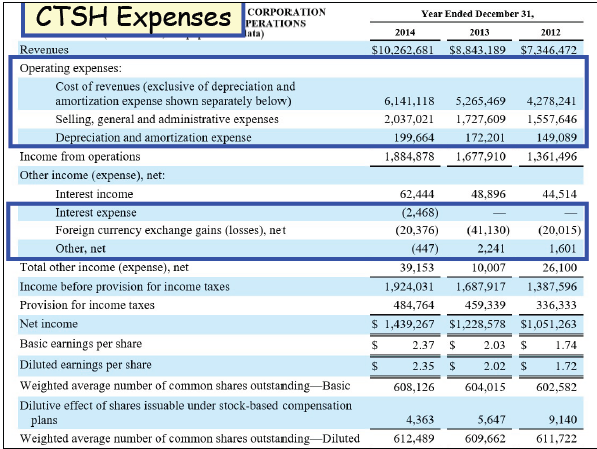 CTSH Expenses
CORPORATION
PERATIONS
data)
Year Ended December 31,
2014 2013 2012
Revenues $10,262,681 $8,843,189 $7,346,472
Operating expenses:
Cost of revenues (exclusive of depreciation and
amortization expense shown separately below) 6,141,118 5,265,469 4,278,241
Selling, general and administrative expenses 2,037,021 1,727,609 1,557,646
Depreciation and amortization expense 199,664 172,201 149,089
Income from operations 1,884,878 1,677,910 1,361,496
Other income (expense), net:
Interest income 62,444 48,896 44,514
Interest expense (2,468) — —
Foreign currency exchange gains (losses), net (20,376) (41,130) (20,015)
Other, net (447) 2,241 1,601
Total other income (expense), net 39,153 10,007 26,100
Income before provision for income taxes 1,924,031 1,687,917 1,387,596
Provision for income taxes 484,764 459,339 336,333
Net income $ 1,439,267 $1,228,578 $1,051,263
Basic earnings per share $ 2.37 $ 2.03 $ 1.74
Diluted earnings per share $ 2.35 $ 2.02 $ 1.72
Weighted average number of common shares outstanding—Basic 608,126 604,015 602,582
Dilutive effect of shares issuable under stock-based compensation
plans 4,363 5,647 9,140
Weighted average number of common shares outstanding—Diluted 612,489 609,662 611,722